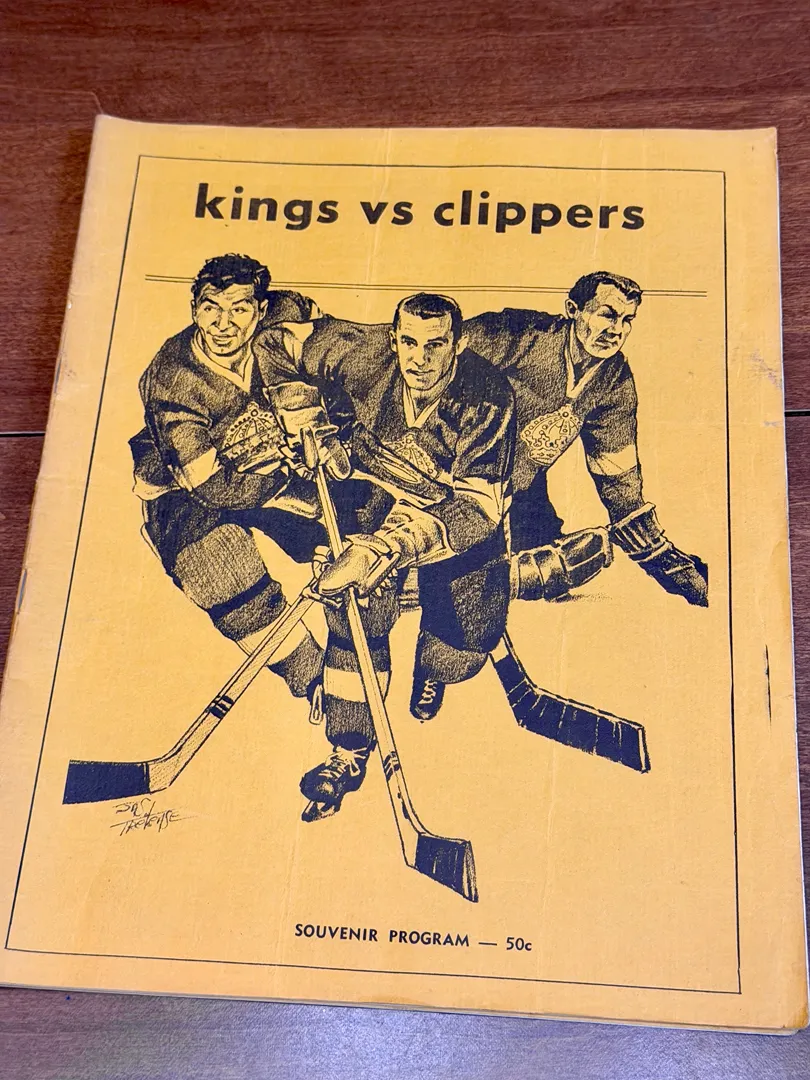 kings vs clippers
SOUVENIR PROGRAM — 50c